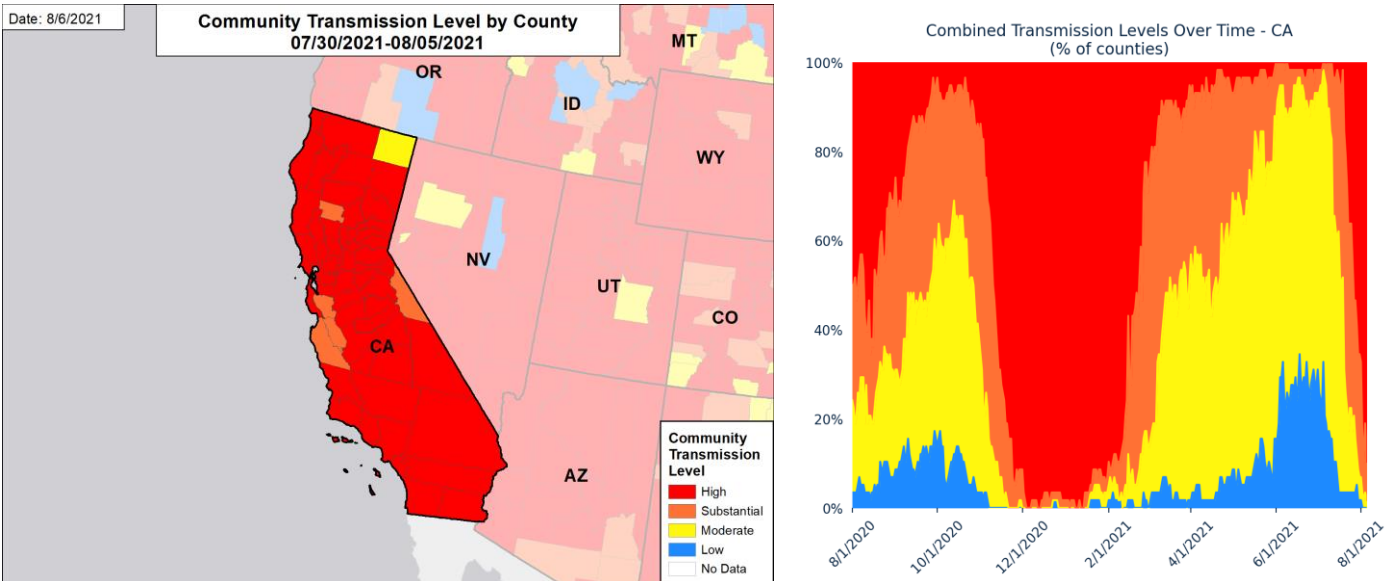 Date: 8/6/2021
Community Transmission Level by County
07/30/2021-08/05/2021
MT
OR
ID
WY
NV
UT
CO
CA
AZ
Community
Transmission
Level
High
Substantial
Moderate
Low
No Data
Combined Transmission Levels Over Time - CA
(% of counties)
100%
80%
60%
40%
20%
0%
8/1/2020
10/1/2020
12/1/2020
2/1/2021
4/1/2021
6/1/2021
8/1/2021